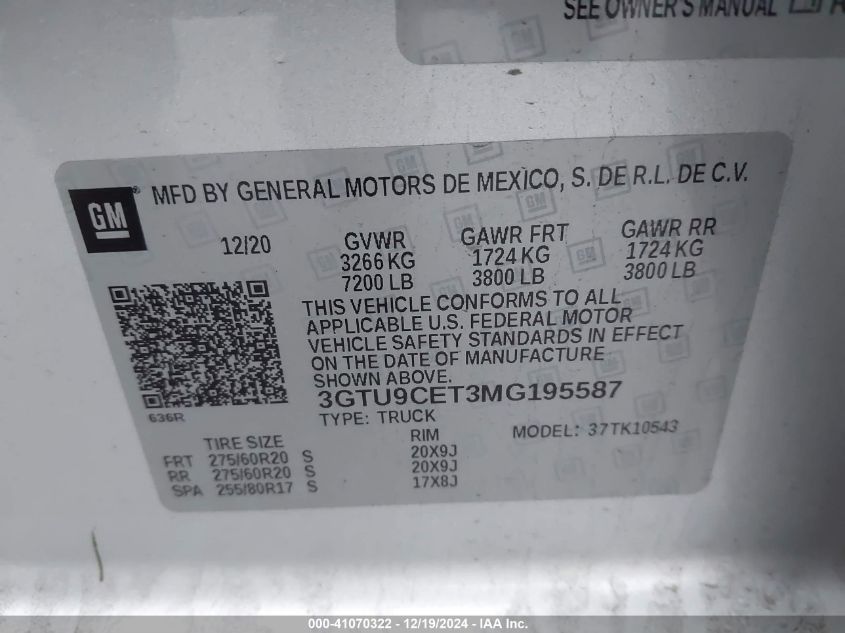 SEE OWNER'S MANUAL
GM
MFD BY GENERAL MOTORS DE MEXICO, S. DE R.L. DE C.V.
12/20 GVWR GAWR FRT GAWR RR
3266 KG 1724 KG 1724 KG
7200 LB 3800 LB 3800 LB
THIS VEHICLE CONFORMS TO ALL
APPLICABLE U.S. FEDERAL MOTOR
VEHICLE SAFETY STANDARDS IN EFFECT
ON THE DATE OF MANUFACTURE
SHOWN ABOVE.
3GTU9CET3MG195587
636R TYPE: TRUCK
TIRE SIZE RIM MODEL: 37TK10543
FRT 275/60R20 S 20X9J
RR 275/60R20 S 20X9J
SPA 255/80R17 S 17X8J
000-41070322 - 12/19/2024 - IAA Inc.